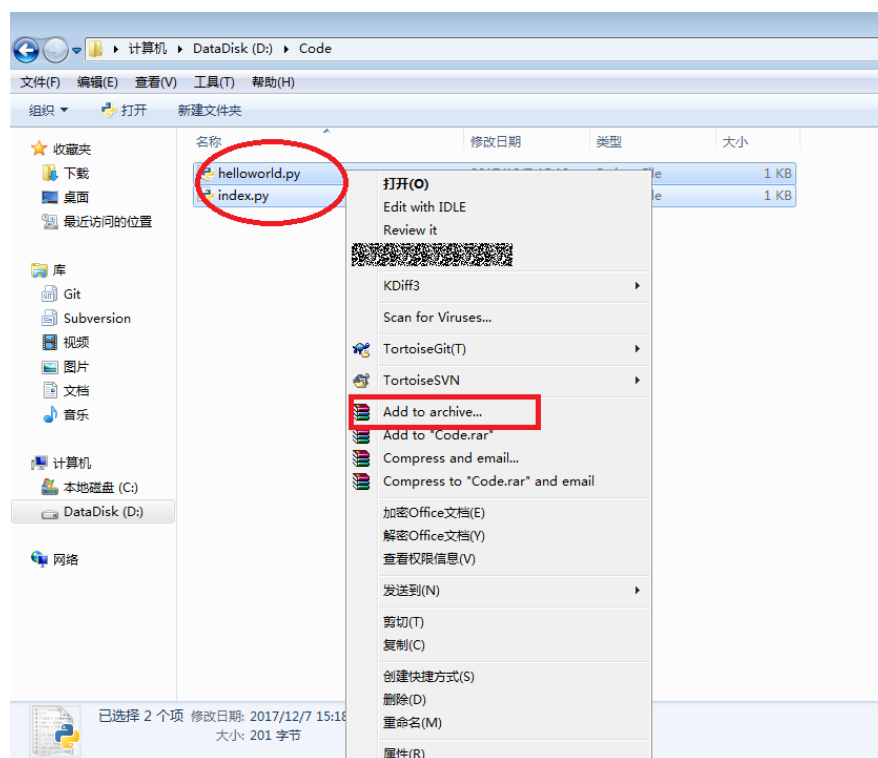 计算机 DataDisk (D:) Code
文件(F) 编辑(E) 查看(V) 工具(T) 帮助(H)
组织 打开 新建文件夹
名称 修改日期 类型 大小
收藏夹
下载
桌面
最近访问的位置
库
Git
Subversion
视频
图片
文档
音乐
计算机
本地磁盘 (C:)
DataDisk (D:)
网络
helloworld.py 1 KB
index.py 1 KB
打开(O)
Edit with IDLE
Review it
KDiff3
Scan for Viruses...
TortoiseGit(T)
TortoiseSVN
Add to archive...
Add to "Code.rar"
Compress and email...
Compress to "Code.rar" and email
加密Office文档(E)
解密Office文档(Y)
查看权限信息(V)
发送到(N)
剪切(T)
复制(C)
创建快捷方式(S)
删除(D)
重命名(M)
属性(R)
已选择 2 个项 修改日期: 2017/12/7 15:18
大小: 201 字节